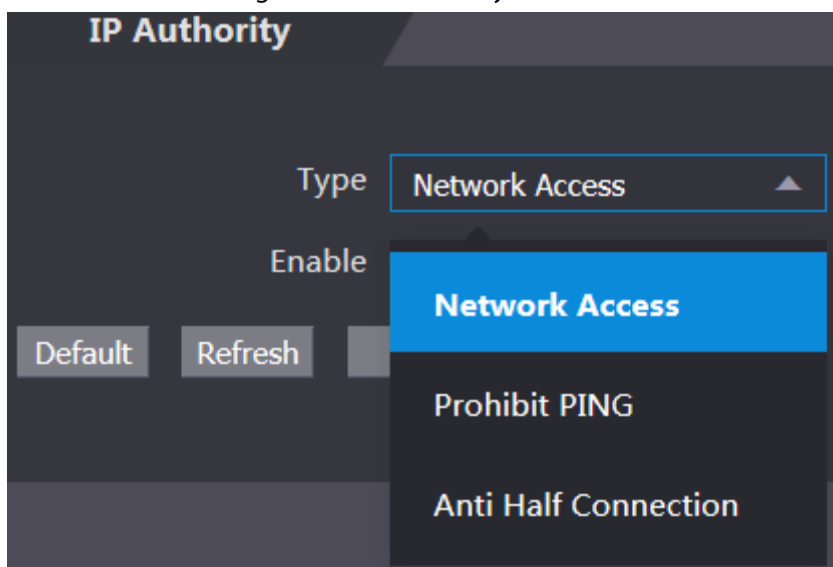 IP Authority
Type Network Access
Enable
Network Access
Default Refresh
Prohibit PING
Anti Half Connection